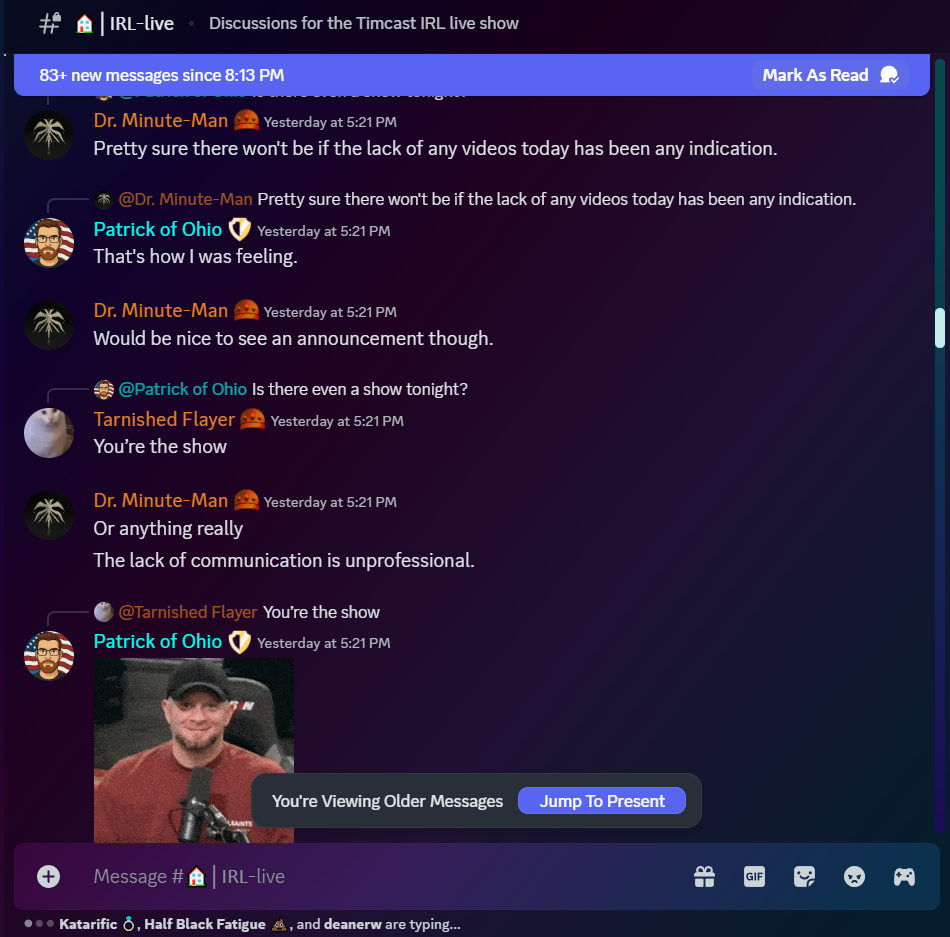 IRL-live • Discussions for the Timcast IRL live show
83+ new messages since 8:13 PM Mark As Read
@Patrick of Ohio Is there even a show tonight?
Dr. Minute-Man Yesterday at 5:21 PM
Pretty sure there won't be if the lack of any videos today has been any indication.
@Dr. Minute-Man Pretty sure there won't be if the lack of any videos today has been any indication.
Patrick of Ohio Yesterday at 5:21 PM
That's how I was feeling.
Dr. Minute-Man Yesterday at 5:21 PM
Would be nice to see an announcement though.
@Patrick of Ohio Is there even a show tonight?
Tarnished Flayer Yesterday at 5:21 PM
You’re the show
Dr. Minute-Man Yesterday at 5:21 PM
Or anything really
The lack of communication is unprofessional.
@Tarnished Flayer You’re the show
Patrick of Ohio Yesterday at 5:21 PM
You're Viewing Older Messages Jump To Present
Message #🏠│IRL-live GIF
Katarific 💍, Half Black Fatigue 💩, and deanerw are typing...